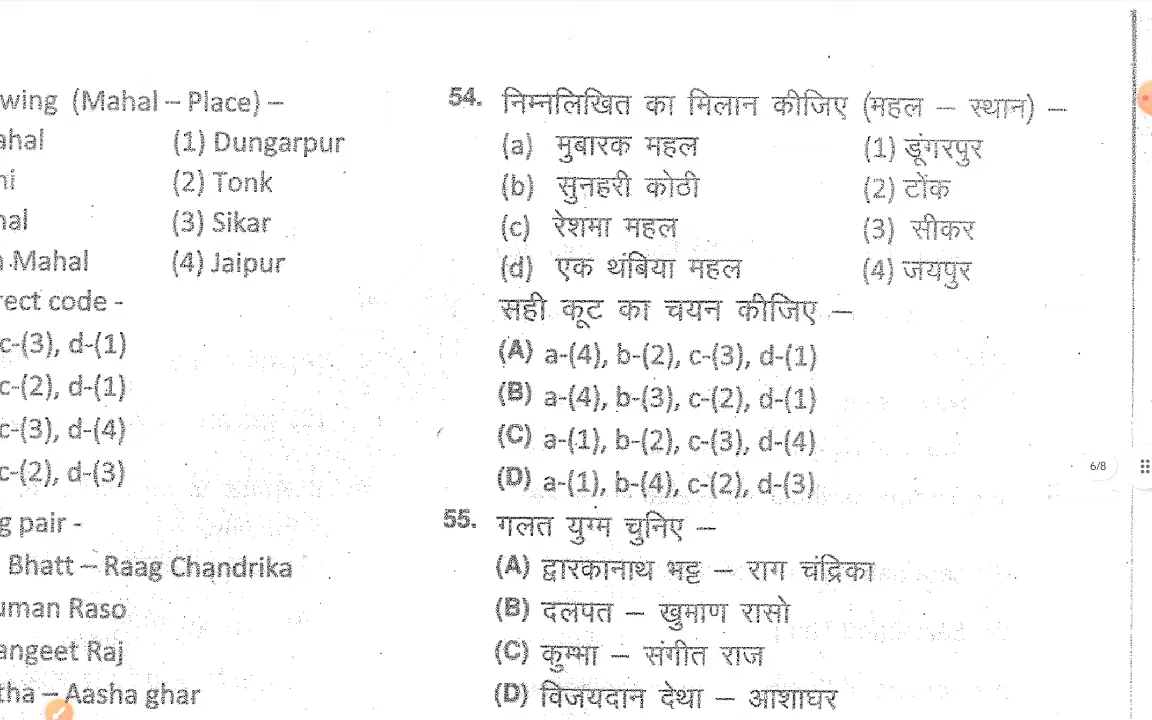 wing (Mahal – Place) –
ahal (1) Dungarpur
ni (2) Tonk
nal (3) Sikar
Mahal (4) Jaipur
rect code -
c-(3), d-(1)
c-(2), d-(1)
c-(3), d-(4)
c-(2), d-(3)
g pair -
Bhatt – Raag Chandrika
uman Raso
angeet Raj
tha – Aasha ghar
54. निम्नलिखित का मिलान कीजिए (महल – स्थान) –
(a) मुबारक महल (1) डूंगरपुर
(b) सुनहरी कोठी (2) टोंक
(c) रेशमा महल (3) सीकर
(d) एक थंबिया महल (4) जयपुर
सही कूट का चयन कीजिए –
(A) a-(4), b-(2), c-(3), d-(1)
(B) a-(4), b-(3), c-(2), d-(1)
(C) a-(1), b-(2), c-(3), d-(4)
(D) a-(1), b-(4), c-(2), d-(3)
55. गलत युग्म चुनिए –
(A) द्वारकानाथ भट्ट – राग चंद्रिका
(B) दलपत – खुमाण रासो
(C) कुम्भा – संगीत राज
(D) विजयदान देथा – आशाघर
6/8